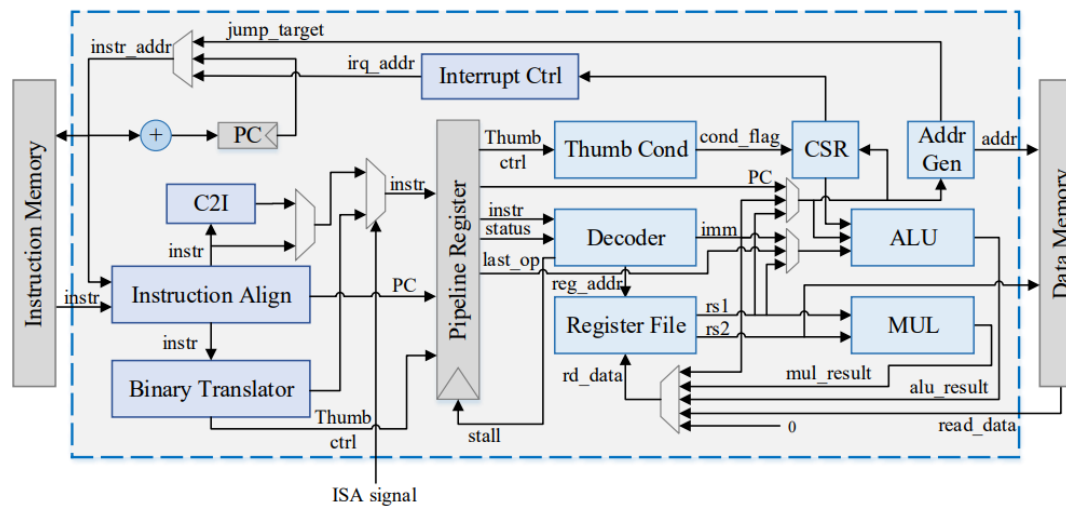 jump_target
instr_addr
irq_addr
Interrupt Ctrl
Instruction Memory
+
PC
Thumb
ctrl
Thumb Cond
cond_flag
CSR
Addr
Gen
addr
Data Memory
C2I
instr
instr
Pipeline Register
PC
instr
status
last_op
Decoder
imm
ALU
reg_addr
instr
Instruction Align
PC
Register File
rs1
rs2
MUL
instr
Binary Translator
Thumb
ctrl
rd_data
mul_result
alu_result
read_data
0
stall
ISA signal